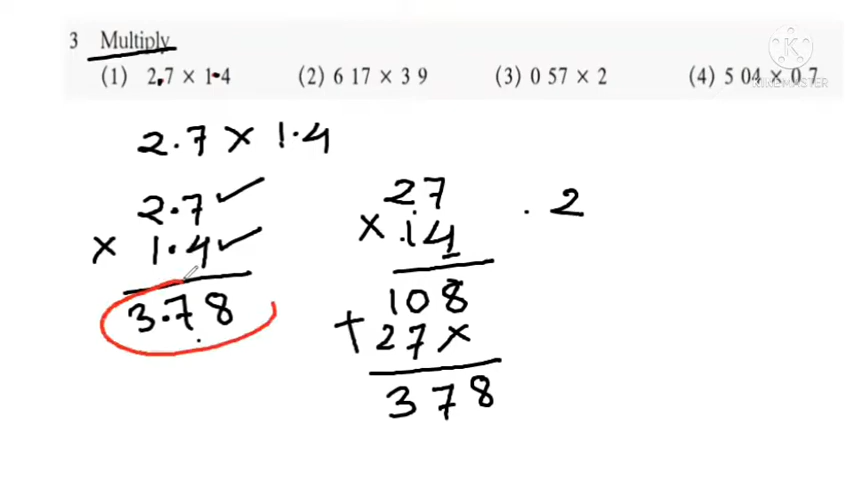 3 Multiply
(1) 2.7 × 1.4 (2) 6 17 × 3 9 (3) 0 57 × 2 (4) 5 04 × 0 7
K
KINEMASTER
2.7 × 1.4
2.7
× 1.4
3.78
27
× 14
108
+ 27×
378
. 2